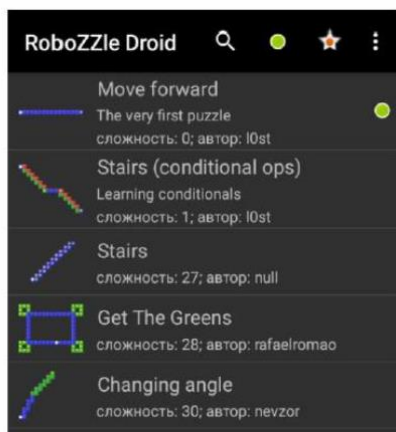 RoboZZle Droid
Move forward
The very first puzzle
сложность: 0; автор: l0st
Stairs (conditional ops)
Learning conditionals
сложность: 1; автор: l0st
Stairs
сложность: 27; автор: null
Get The Greens
сложность: 28; автор: rafaelromao
Changing angle
сложность: 30; автор: nevzor